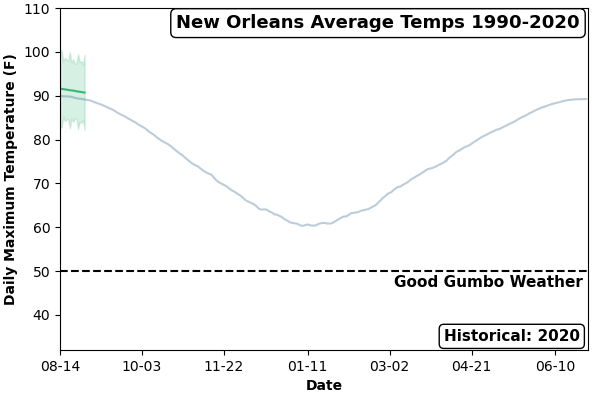 New Orleans Average Temps 1990-2020
Daily Maximum Temperature (F)
110
100
90
80
70
60
50
40
Good Gumbo Weather
Historical: 2020
08-14 10-03 11-22 01-11 03-02 04-21 06-10
Date